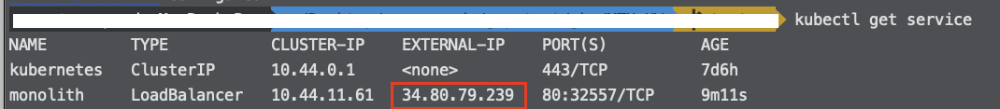 kubectl get service
NAME TYPE CLUSTER-IP EXTERNAL-IP PORT(S) AGE
kubernetes ClusterIP 10.44.0.1 <none> 443/TCP 7d6h
monolith LoadBalancer 10.44.11.61 34.80.79.239 80:32557/TCP 9m11s